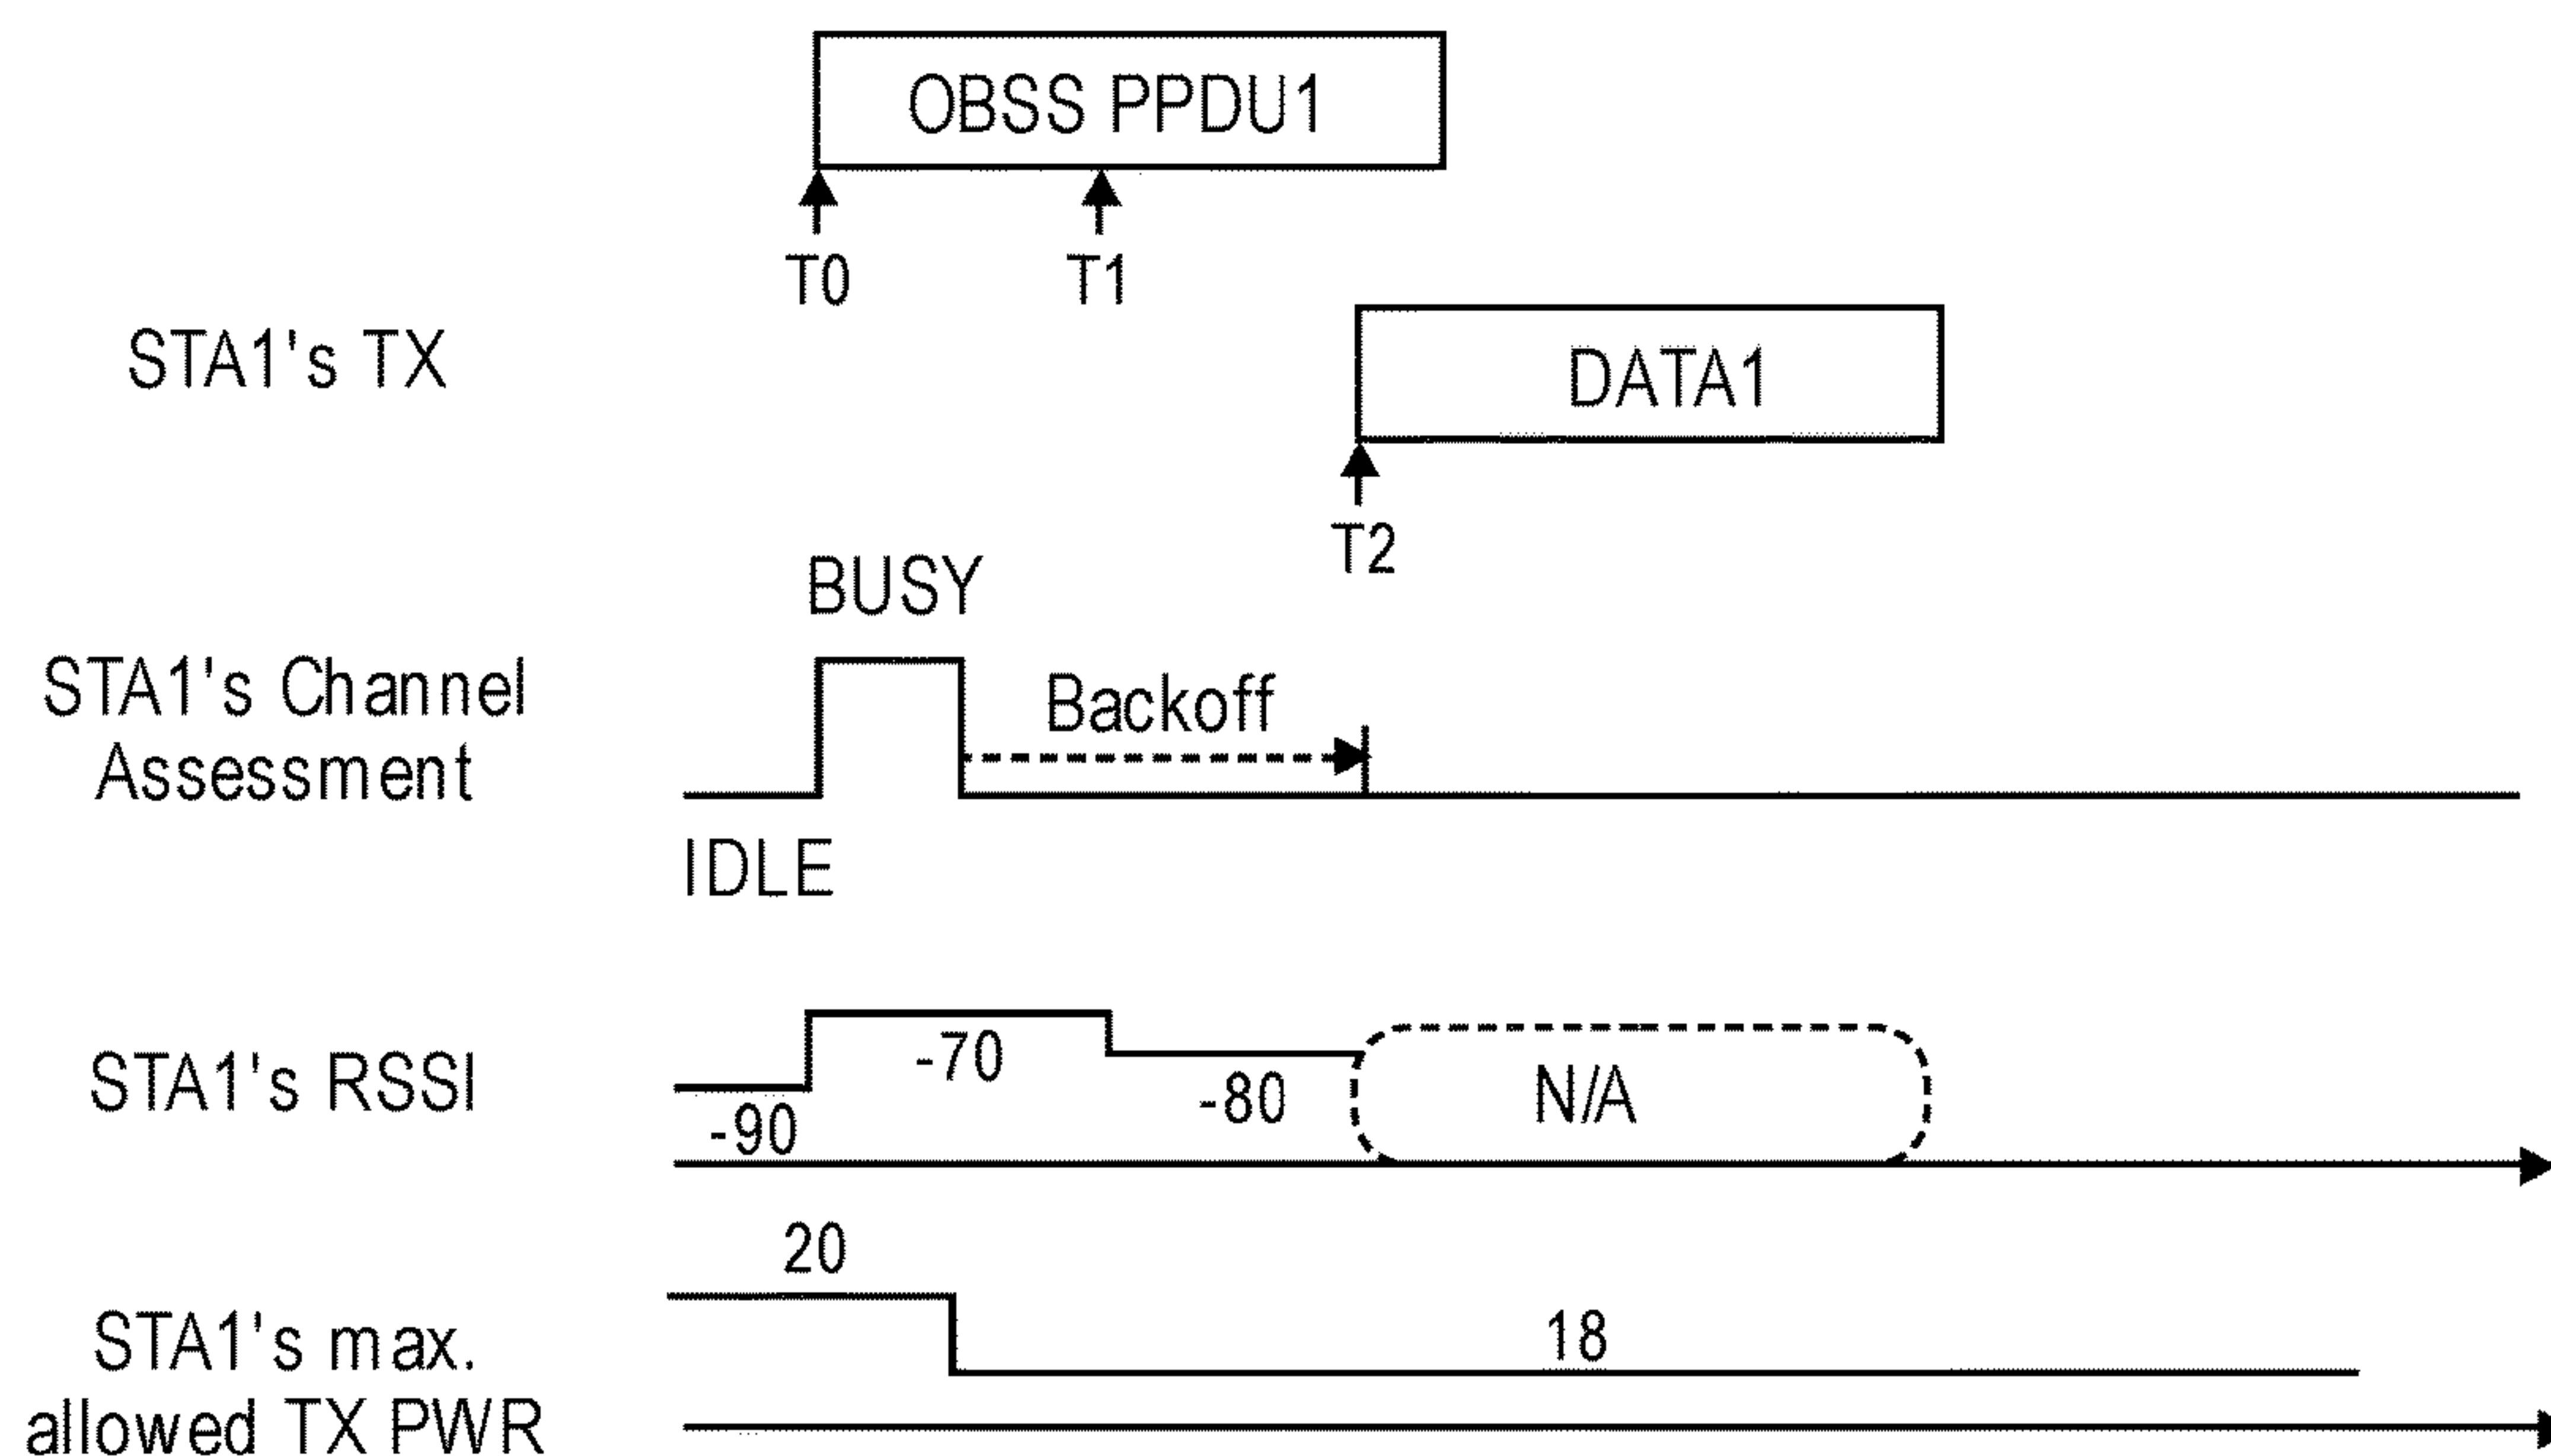 OBSS PPDU1
T0
T1
STA1's TX
DATA1
T2
BUSY
STA1's Channel
Assessment
Backoff
IDLE
STA1's RSSI
-90
-70
-80
N/A
20
STA1's max.
allowed TX PWR
18